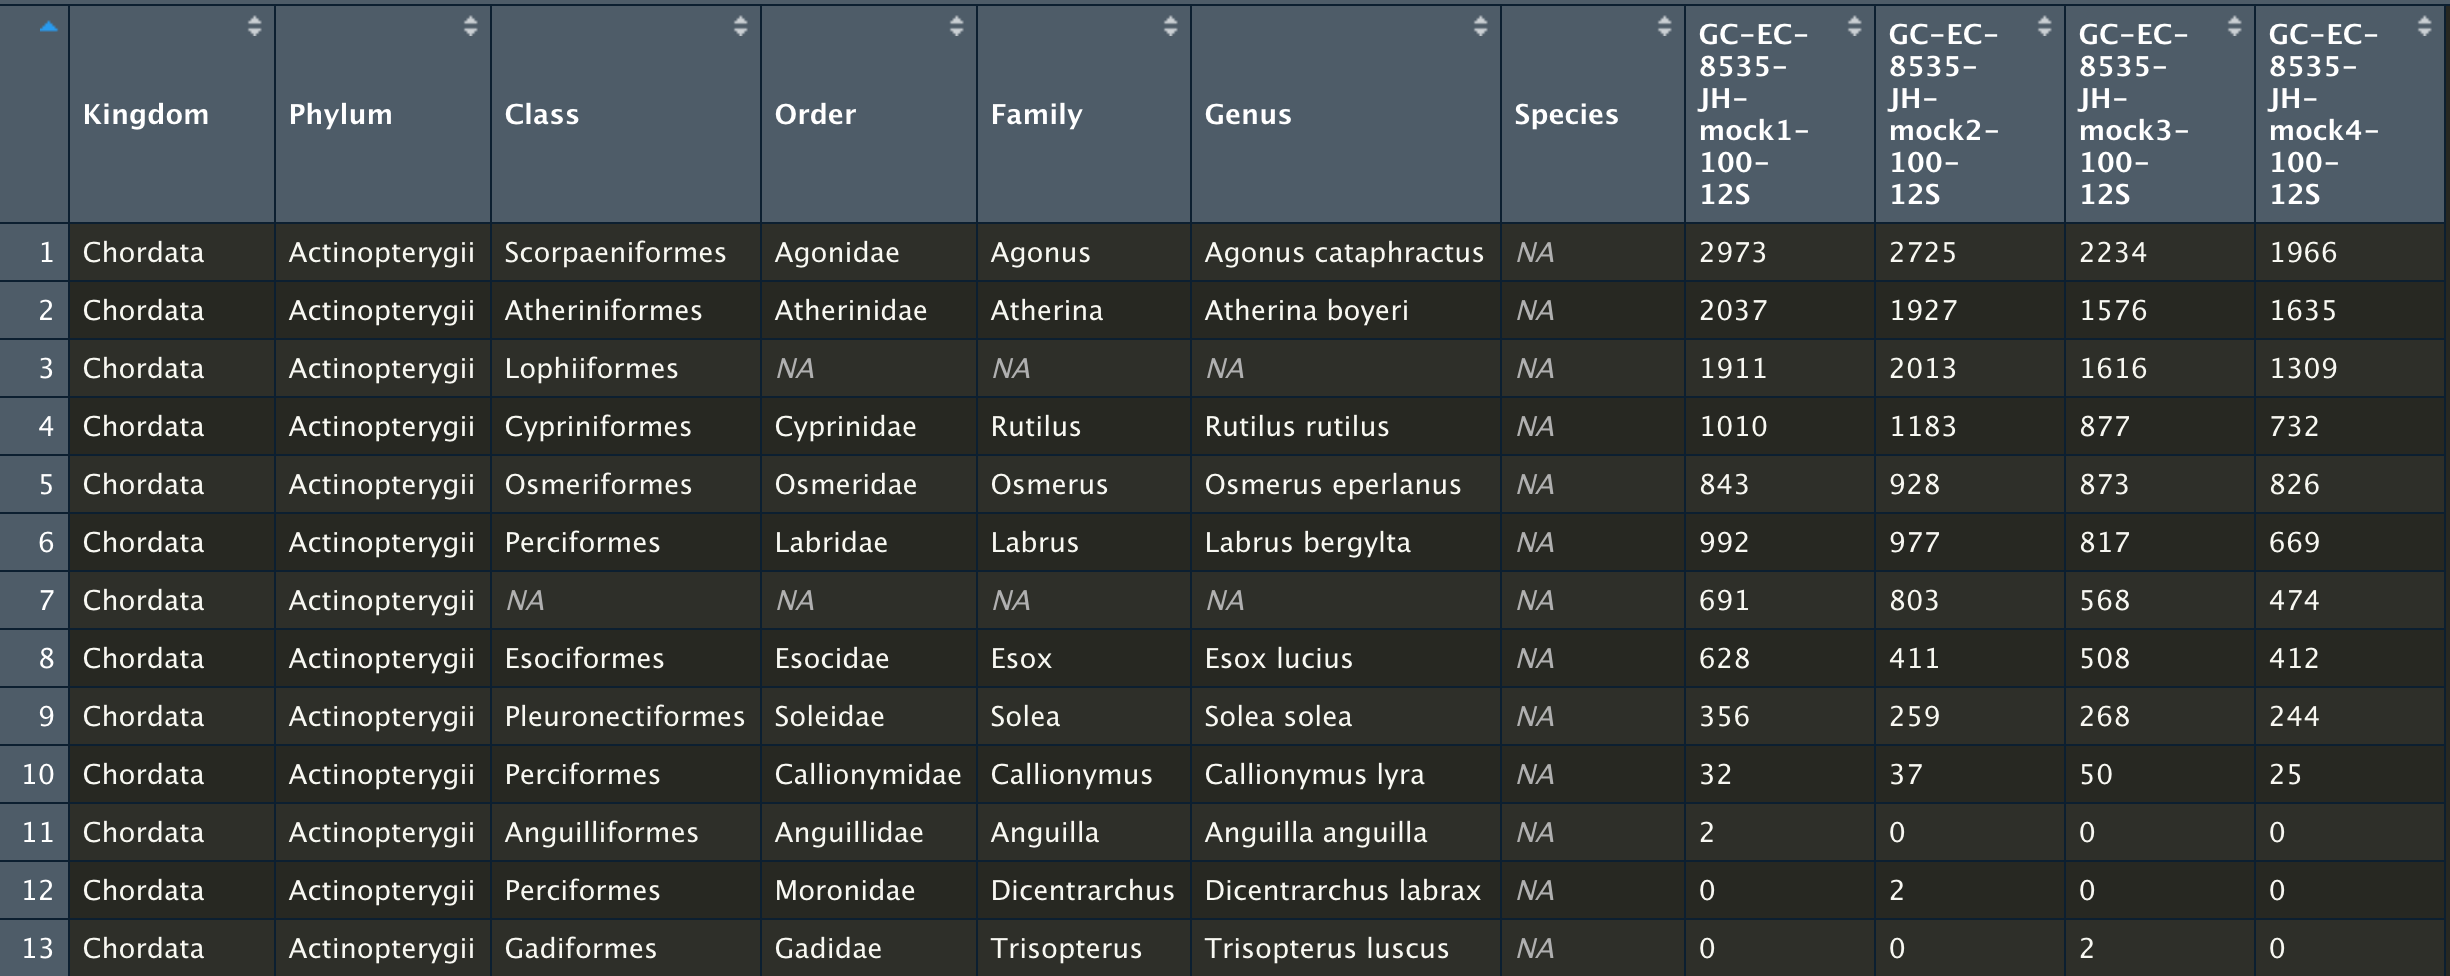 Kingdom Phylum Class Order Family Genus Species GC-EC-8535-JH-mock1-100-12S GC-EC-8535-JH-mock2-100-12S GC-EC-8535-JH-mock3-100-12S GC-EC-8535-JH-mock4-100-12S
1 Chordata Actinopterygii Scorpaeniformes Agonidae Agonus Agonus cataphractus NA 2973 2725 2234 1966
2 Chordata Actinopterygii Atheriniformes Atherinidae Atherina Atherina boyeri NA 2037 1927 1576 1635
3 Chordata Actinopterygii Lophiiformes NA NA NA NA 1911 2013 1616 1309
4 Chordata Actinopterygii Cypriniformes Cyprinidae Rutilus Rutilus rutilus NA 1010 1183 877 732
5 Chordata Actinopterygii Osmeriformes Osmeridae Osmerus Osmerus eperlanus NA 843 928 873 826
6 Chordata Actinopterygii Perciformes Labridae Labrus Labrus bergylta NA 992 977 817 669
7 Chordata Actinopterygii NA NA NA NA NA 691 803 568 474
8 Chordata Actinopterygii Esociformes Esocidae Esox Esox lucius NA 628 411 508 412
9 Chordata Actinopterygii Pleuronectiformes Soleidae Solea Solea solea NA 356 259 268 244
10 Chordata Actinopterygii Perciformes Callionymidae Callionymus Callionymus lyra NA 32 37 50 25
11 Chordata Actinopterygii Anguilliformes Anguillidae Anguilla Anguilla anguilla NA 2 0 0 0
12 Chordata Actinopterygii Perciformes Moronidae Dicentrarchus Dicentrarchus labrax NA 0 2 0 0
13 Chordata Actinopterygii Gadiformes Gadidae Trisopterus Trisopterus luscus NA 0 0 2 0